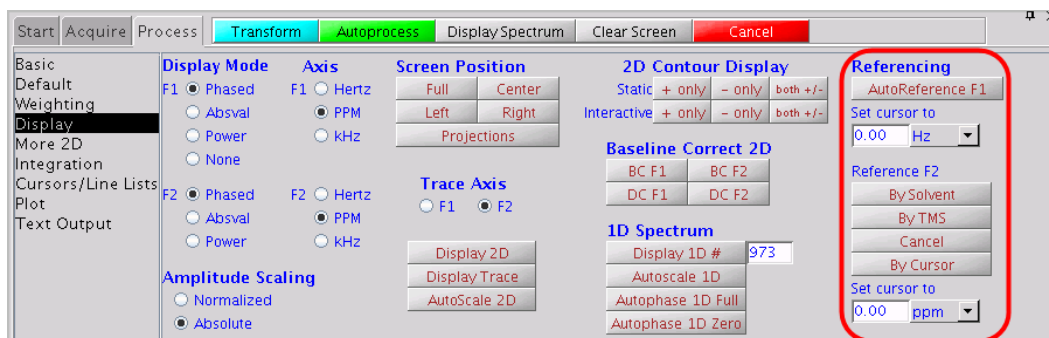 Start Acquire Process Transform Autoprocess Display Spectrum Clear Screen Cancel
Basic
Default
Weighting
Display
More 2D
Integration
Cursors/Line Lists
Plot
Text Output
Display Mode
F1 Phased
Absval
Power
None
F2 Phased
Absval
Power
Amplitude Scaling
Normalized
Absolute
Axis
F1 Hertz
PPM
kHz
F2 Hertz
PPM
kHz
Screen Position
Full Center
Left Right
Projections
Trace Axis
F1 F2
Display 2D
Display Trace
AutoScale 2D
2D Contour Display
Static + only - only both +/-
Interactive + only - only both +/-
Baseline Correct 2D
BC F1 BC F2
DC F1 DC F2
1D Spectrum
Display 1D # 973
Autoscale 1D
Autophase 1D Full
Autophase 1D Zero
Referencing
AutoReference F1
Set cursor to
0.00 Hz
Reference F2
By Solvent
By TMS
Cancel
By Cursor
Set cursor to
0.00 ppm